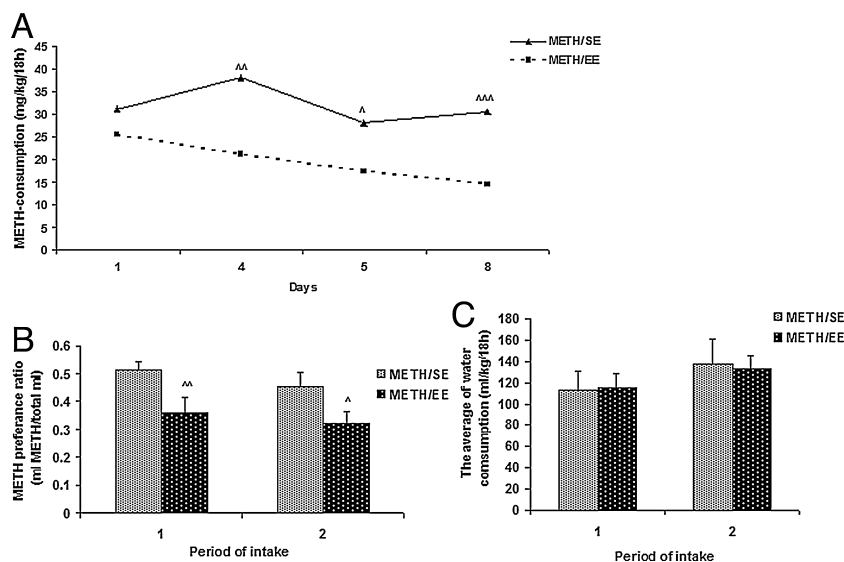 A
METH/SE
METH/EE
METH-consumption (mg/kg/18h)
45
40
35
30
25
20
15
10
5
0
^^
^
^^^
1 4 5 8
Days
B
METH preferance ratio
(ml METH/total ml)
0.6
0.5
0.4
0.3
0.2
0.1
0
^^
^
METH/SE
METH/EE
1 2
Period of intake
C
METH/SE
METH/EE
The average of water
comsumption (ml/kg/18h)
180
160
140
120
100
80
60
40
20
0
1 2
Period of intake